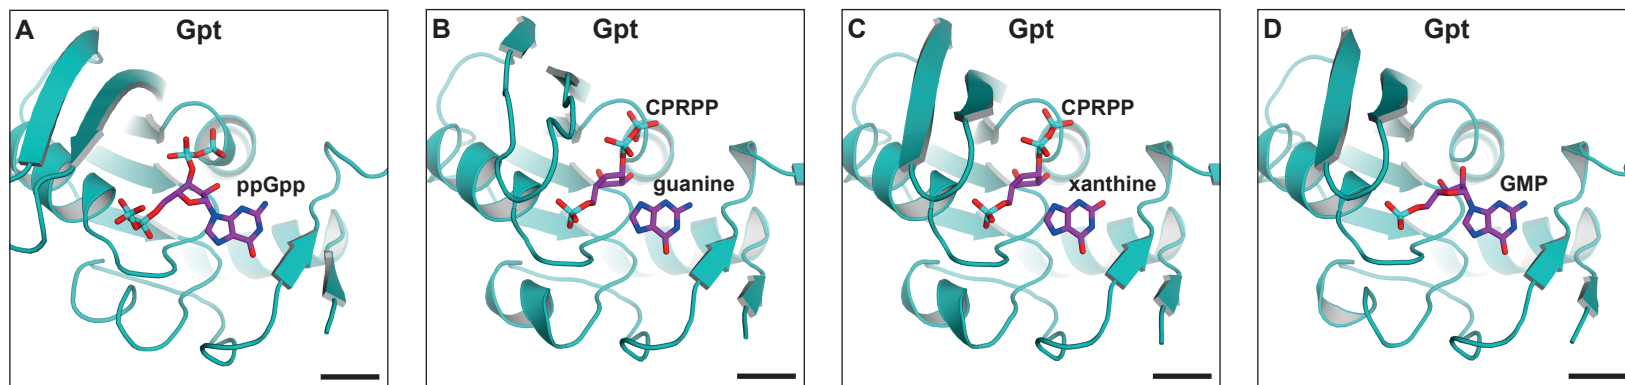 A Gpt
ppGpp
B Gpt
CPRPP
guanine
C Gpt
CPRPP
xanthine
D Gpt
GMP